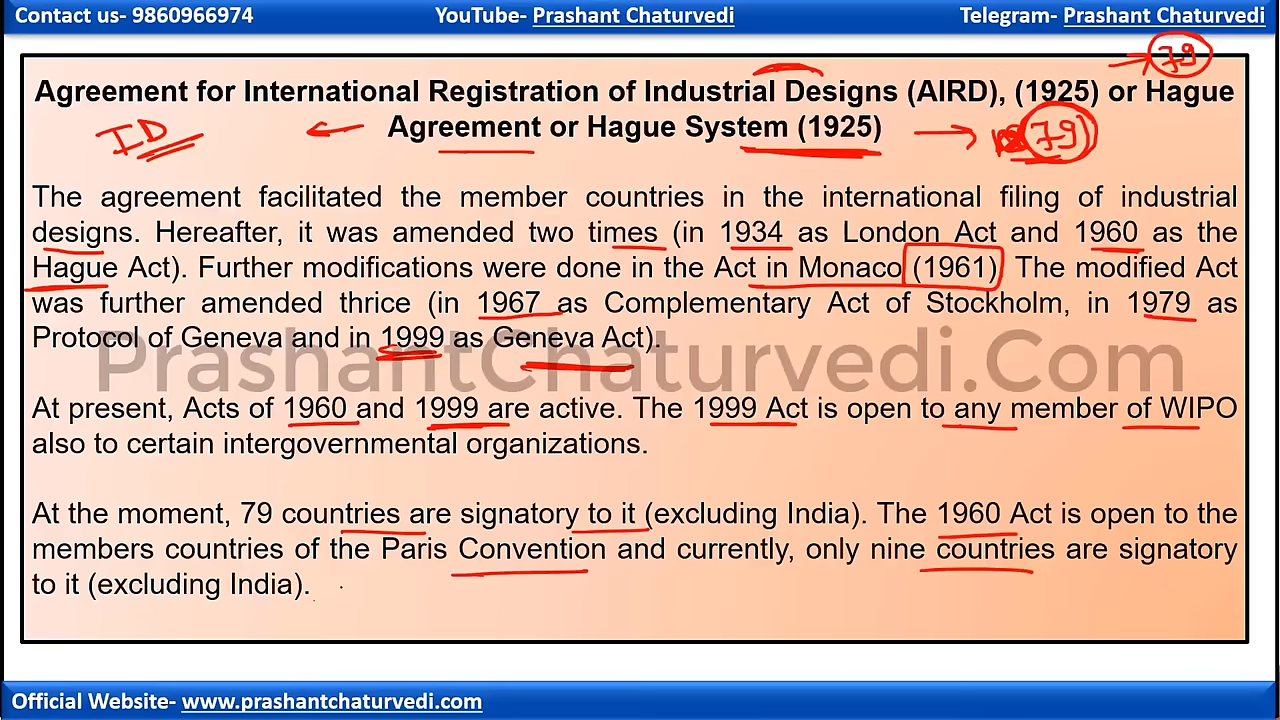 Contact us- 9860966974 YouTube- Prashant Chaturvedi Telegram- Prashant Chaturvedi
79
Agreement for International Registration of Industrial Designs (AIRD), (1925) or Hague
Agreement or Hague System (1925)
ID
79
The agreement facilitated the member countries in the international filing of industrial
designs. Hereafter, it was amended two times (in 1934 as London Act and 1960 as the
Hague Act). Further modifications were done in the Act in Monaco (1961) The modified Act
was further amended thrice (in 1967 as Complementary Act of Stockholm, in 1979 as
Protocol of Geneva and in 1999 as Geneva Act).
PrashantChaturvedi.Com
At present, Acts of 1960 and 1999 are active. The 1999 Act is open to any member of WIPO
also to certain intergovernmental organizations.
At the moment, 79 countries are signatory to it (excluding India). The 1960 Act is open to the
members countries of the Paris Convention and currently, only nine countries are signatory
to it (excluding India).
Official Website- www.prashantchaturvedi.com